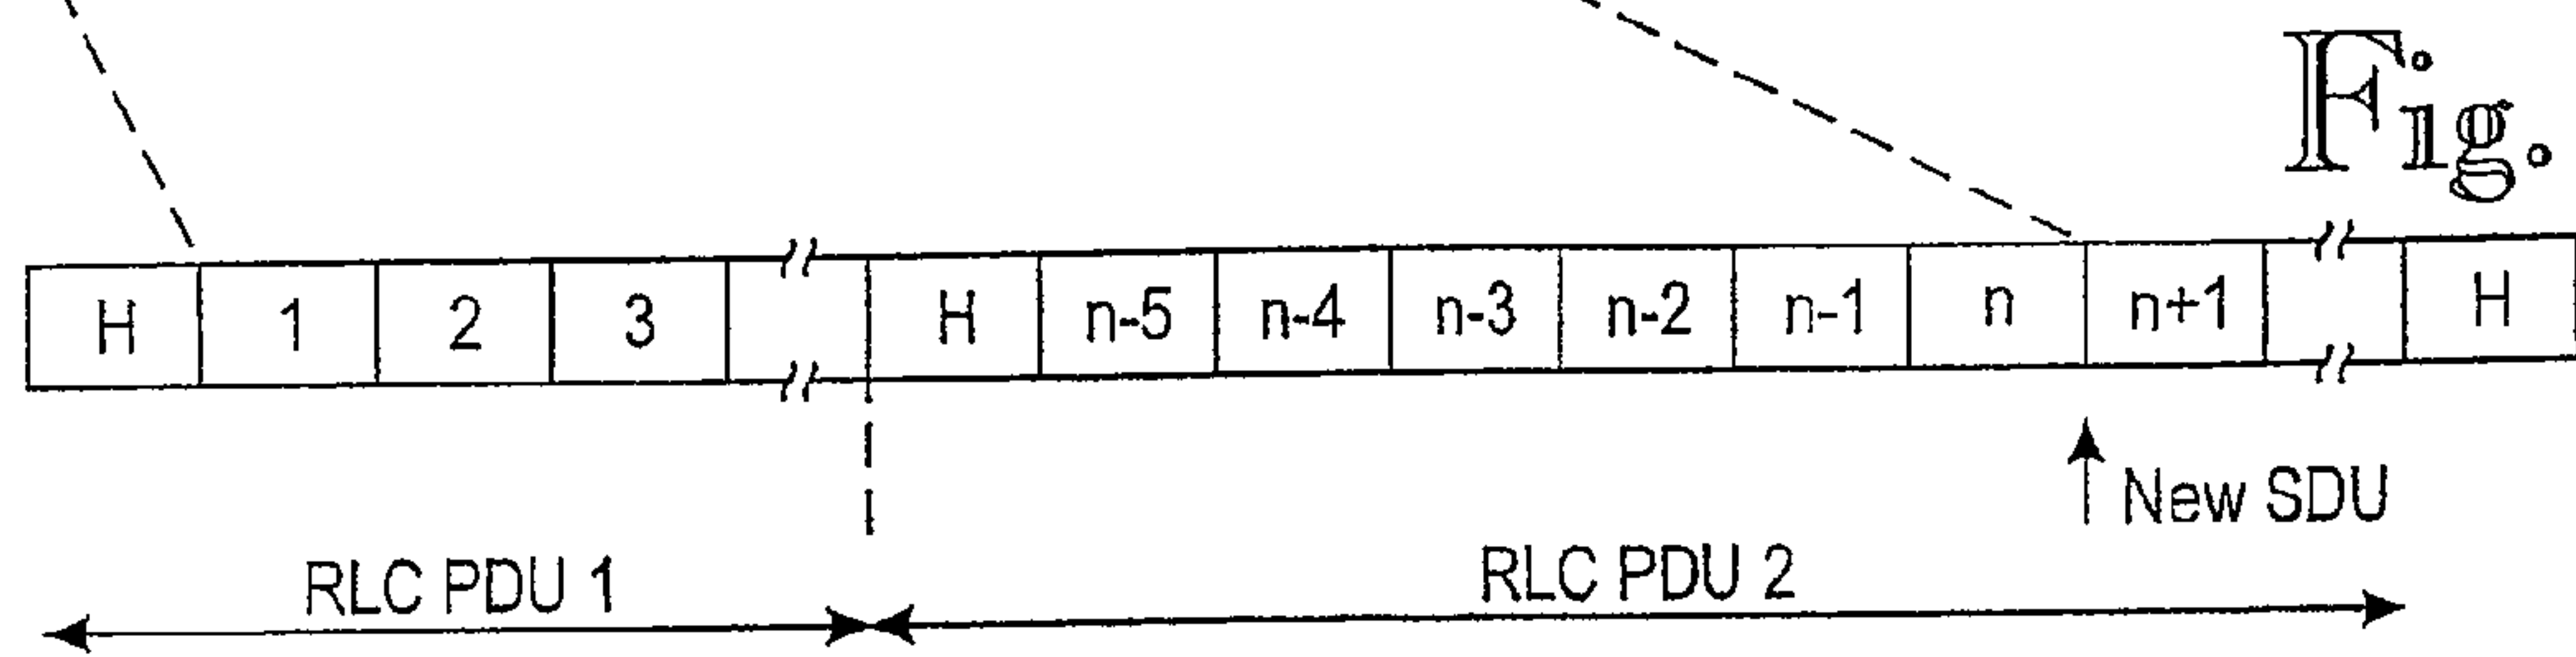 Fig.
H 1 2 3 H n-5 n-4 n-3 n-2 n-1 n n+1 H
New SDU
RLC PDU 1 RLC PDU 2